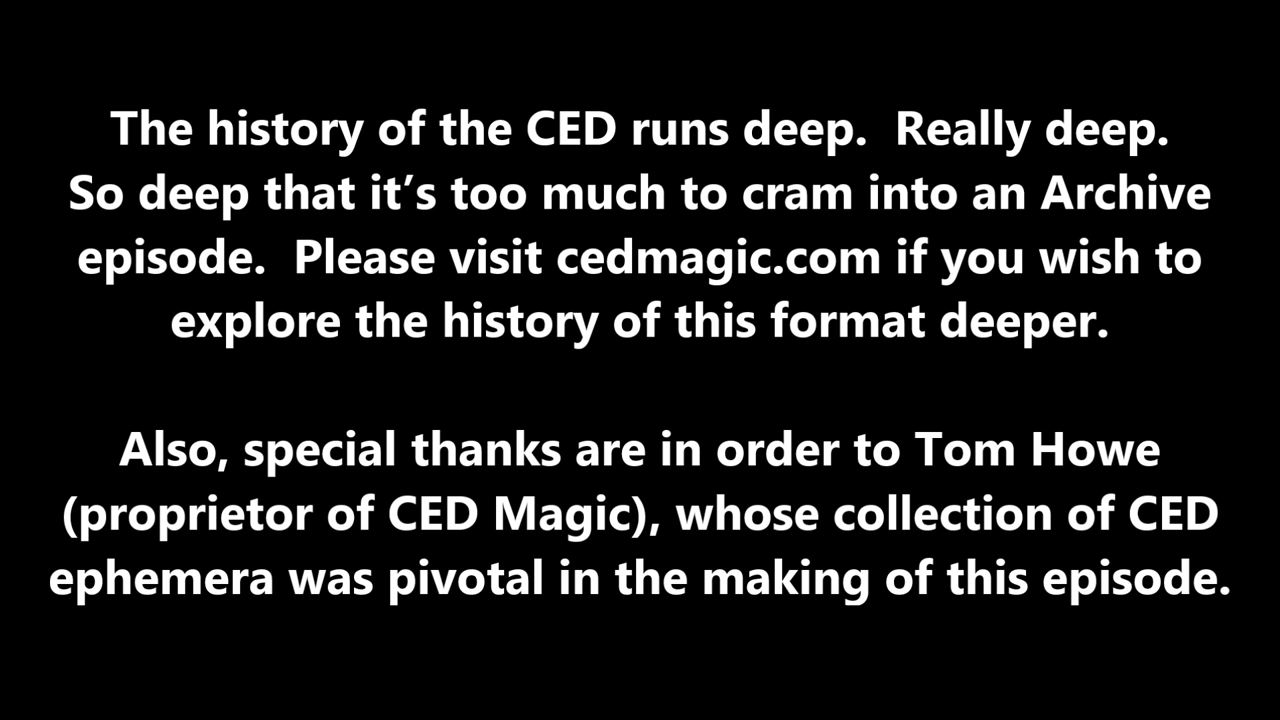 The history of the CED runs deep.  Really deep.
So deep that it’s too much to cram into an Archive
episode.  Please visit cedmagic.com if you wish to
explore the history of this format deeper.
Also, special thanks are in order to Tom Howe
(proprietor of CED Magic), whose collection of CED
ephemera was pivotal in the making of this episode.